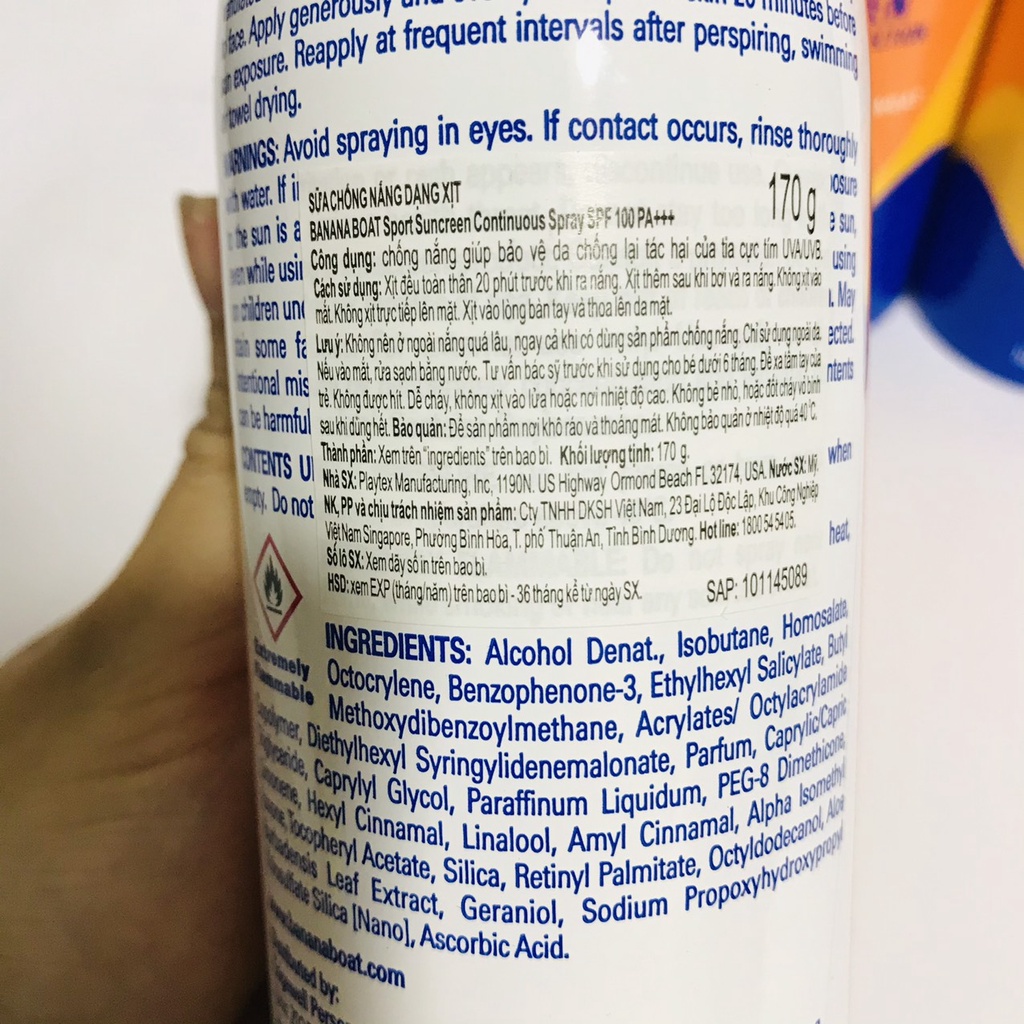 face. Apply generously and
minutes before
exposure. Reapply at frequent intervals after perspiring, swimming
towel drying.
WARNINGS: Avoid spraying in eyes. If contact occurs, rinse thoroughly
water. If
the sun is a
sun,
even while
using
children
May
some
can be harmful
CONTENTS
when
Do not
heat,
SỮA CHỐNG NẮNG DẠNG XỊT
170 g
BANANA BOAT Sport Suncreen Continuous Spray SPF 100 PA+++
Công dụng: chống nắng giúp bảo vệ da chống lại tác hại của tia cực tím UVA/UVB.
Cách sử dụng: Xịt đều toàn thân 20 phút trước khi ra nắng. Xịt thêm sau khi bơi và ra nắng. Không xịt vào
mắt. Không xịt trực tiếp lên mặt. Xịt vào lòng bàn tay và thoa lên da mặt.
Lưu ý: Không nên ở ngoài nắng quá lâu, ngay cả khi có dùng sản phẩm chống nắng. Chỉ sử dụng ngoài da.
Nếu vào mắt, rửa sạch bằng nước. Tư vấn bác sỹ trước khi sử dụng cho bé dưới 6 tháng. Để xa tầm tay của
trẻ. Không được hít. Dễ cháy, không xịt vào lửa hoặc nơi nhiệt độ cao. Không bẻ nhỏ, hoặc đốt cháy vỏ bình
sau khi dùng hết. Bảo quản: Để sản phẩm nơi khô ráo và thoáng mát. Không bảo quản ở nhiệt độ quá 40°C.
Thành phần: Xem trên "ingredients" trên bao bì. Khối lượng tịnh: 170 g.
Nhà SX: Playtex Manufacturing, Inc, 1190N. US Highway Ormond Beach FL 32174, USA. Nước SX: Mỹ.
NK, PP và chịu trách nhiệm sản phẩm: Cty TNHH DKSH Việt Nam, 23 Đại Lộ Độc Lập, Khu Công Nghiệp
Việt Nam Singapore, Phường Bình Hòa, T. phố Thuận An, Tỉnh Bình Dương. Hot line: 1800 54 54 05.
Số lô SX: Xem dãy số in trên bao bì.
HSD: xem EXP (tháng/năm) trên bao bì - 36 tháng kể từ ngày SX.
SAP: 101145089
Extremely
Flammable
INGREDIENTS: Alcohol Denat., Isobutane, Homosalate,
Octocrylene, Benzophenone-3, Ethylhexyl Salicylate, Butyl
Methoxydibenzoylmethane, Acrylates/ Octylacrylamide
Copolymer, Diethylhexyl Syringylidenemalonate, Parfum, Caprylic/Capric
Triglyceride, Caprylyl Glycol, Paraffinum Liquidum, PEG-8 Dimethicone,
Limonene, Hexyl Cinnamal, Linalool, Amyl Cinnamal, Alpha Isomethyl
Ionone, Tocopheryl Acetate, Silica, Retinyl Palmitate, Octyldodecanol, Aloe
Barbadensis Leaf Extract, Geraniol, Sodium Propoxyhydroxypropyl
Thiosulfate Silica [Nano], Ascorbic Acid.
www.bananaboat.com
Distributed by: